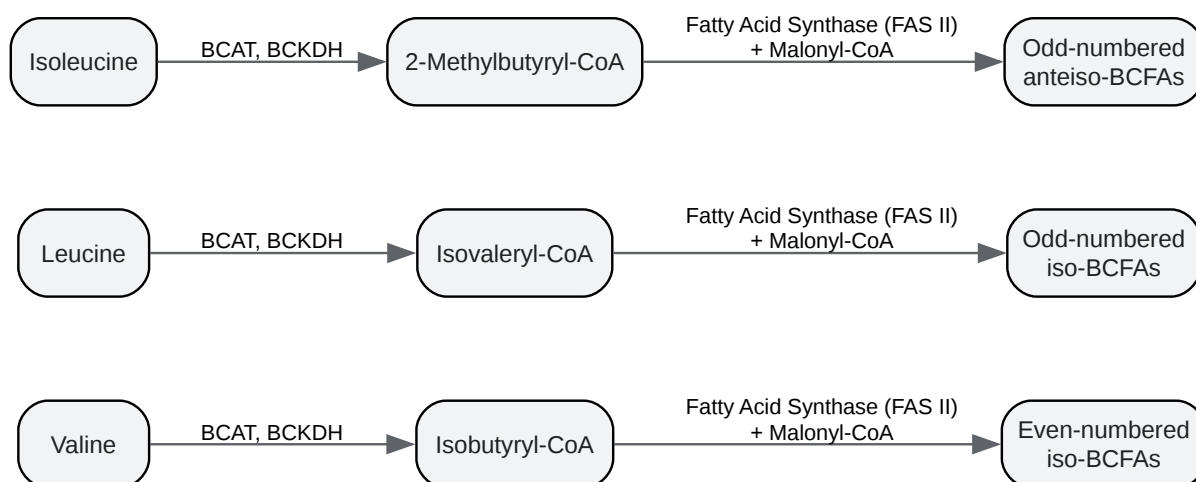 Isoleucine
BCAT, BCKDH
2-Methylbutyryl-CoA
Fatty Acid Synthase (FAS II)
+ Malonyl-CoA
Odd-numbered
anteiso-BCFAs
Leucine
BCAT, BCKDH
Isovaleryl-CoA
Fatty Acid Synthase (FAS II)
+ Malonyl-CoA
Odd-numbered
iso-BCFAs
Valine
BCAT, BCKDH
Isobutyryl-CoA
Fatty Acid Synthase (FAS II)
+ Malonyl-CoA
Even-numbered
iso-BCFAs